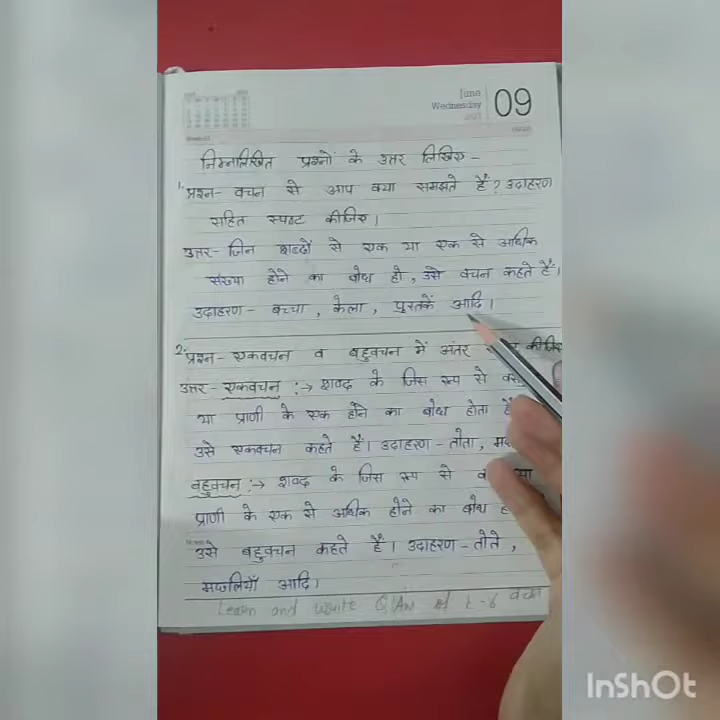 June
Wednesday
09
निम्नलिखित प्रश्नों के उत्तर लिखिए -
1. प्रश्न - वचन से आप क्या समझते हैं? उदाहरण
सहित स्पष्ट कीजिए।
उत्तर - जिन शब्दों से एक या एक से अधिक
संख्या होने का बोध हो, उसे वचन कहते हैं।
उदाहरण - बच्चा, केला, पुस्तकें आदि।
2. प्रश्न - एकवचन व बहुवचन में अंतर कीजिए
उत्तर - एकवचन :→ शब्द के जिस रूप से
या प्राणी के एक होने का बोध होता है
उसे एकवचन कहते हैं। उदाहरण - तोता,
बहुवचन :→ शब्द के जिस रूप से या
प्राणी के एक से अधिक होने का बोध
उसे बहुवचन कहते हैं। उदाहरण - तोते,
मछलियाँ आदि।
Learn and write Q/Ans of L-6 वचन
InShOt